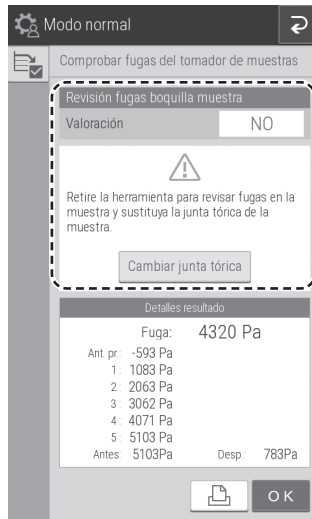 Modo normal
Comprobar fugas del tomador de muestras
Revisión fugas boquilla muestra
Valoración NO
Retire la herramienta para revisar fugas en la
muestra y sustituya la junta tórica de la
muestra.
Cambiar junta tórica
Detalles resultado
Fuga: 4320 Pa
Ant. pr.: -593 Pa
1 : 1083 Pa
2 : 2063 Pa
3 : 3062 Pa
4 : 4071 Pa
5 : 5103 Pa
Antes: 5103Pa Desp.: 783Pa
OK